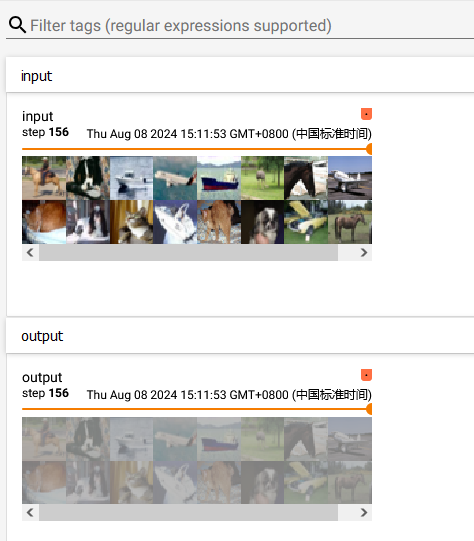 Filter tags (regular expressions supported)
input
input
step 156 Thu Aug 08 2024 15:11:53 GMT+0800 (中国标准时间)
output
output
step 156 Thu Aug 08 2024 15:11:53 GMT+0800 (中国标准时间)